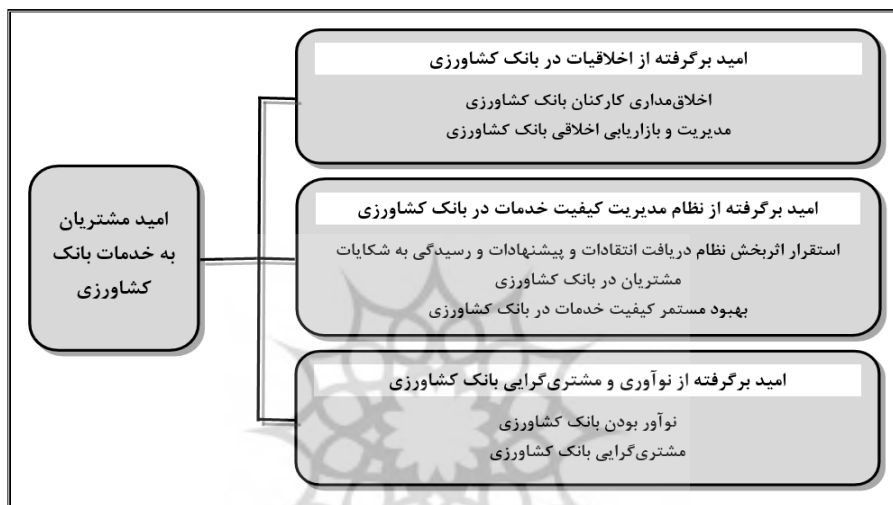 امید برگرفته از اخلاقیات در بانک کشاورزی
اخلاق‌مداری کارکنان بانک کشاورزی
مدیریت و بازاریابی اخلاقی بانک کشاورزی
امید مشتریان
به خدمات بانک
کشاورزی
امید برگرفته از نظام مدیریت کیفیت خدمات در بانک کشاورزی
استقرار اثربخش نظام دریافت انتقادات و پیشنهادات و رسیدگی به شکایات
مشتریان در بانک کشاورزی
بهبود مستمر کیفیت خدمات در بانک کشاورزی
امید برگرفته از نوآوری و مشتری‌گرایی بانک کشاورزی
نوآور بودن بانک کشاورزی
مشتری‌گرایی بانک کشاورزی